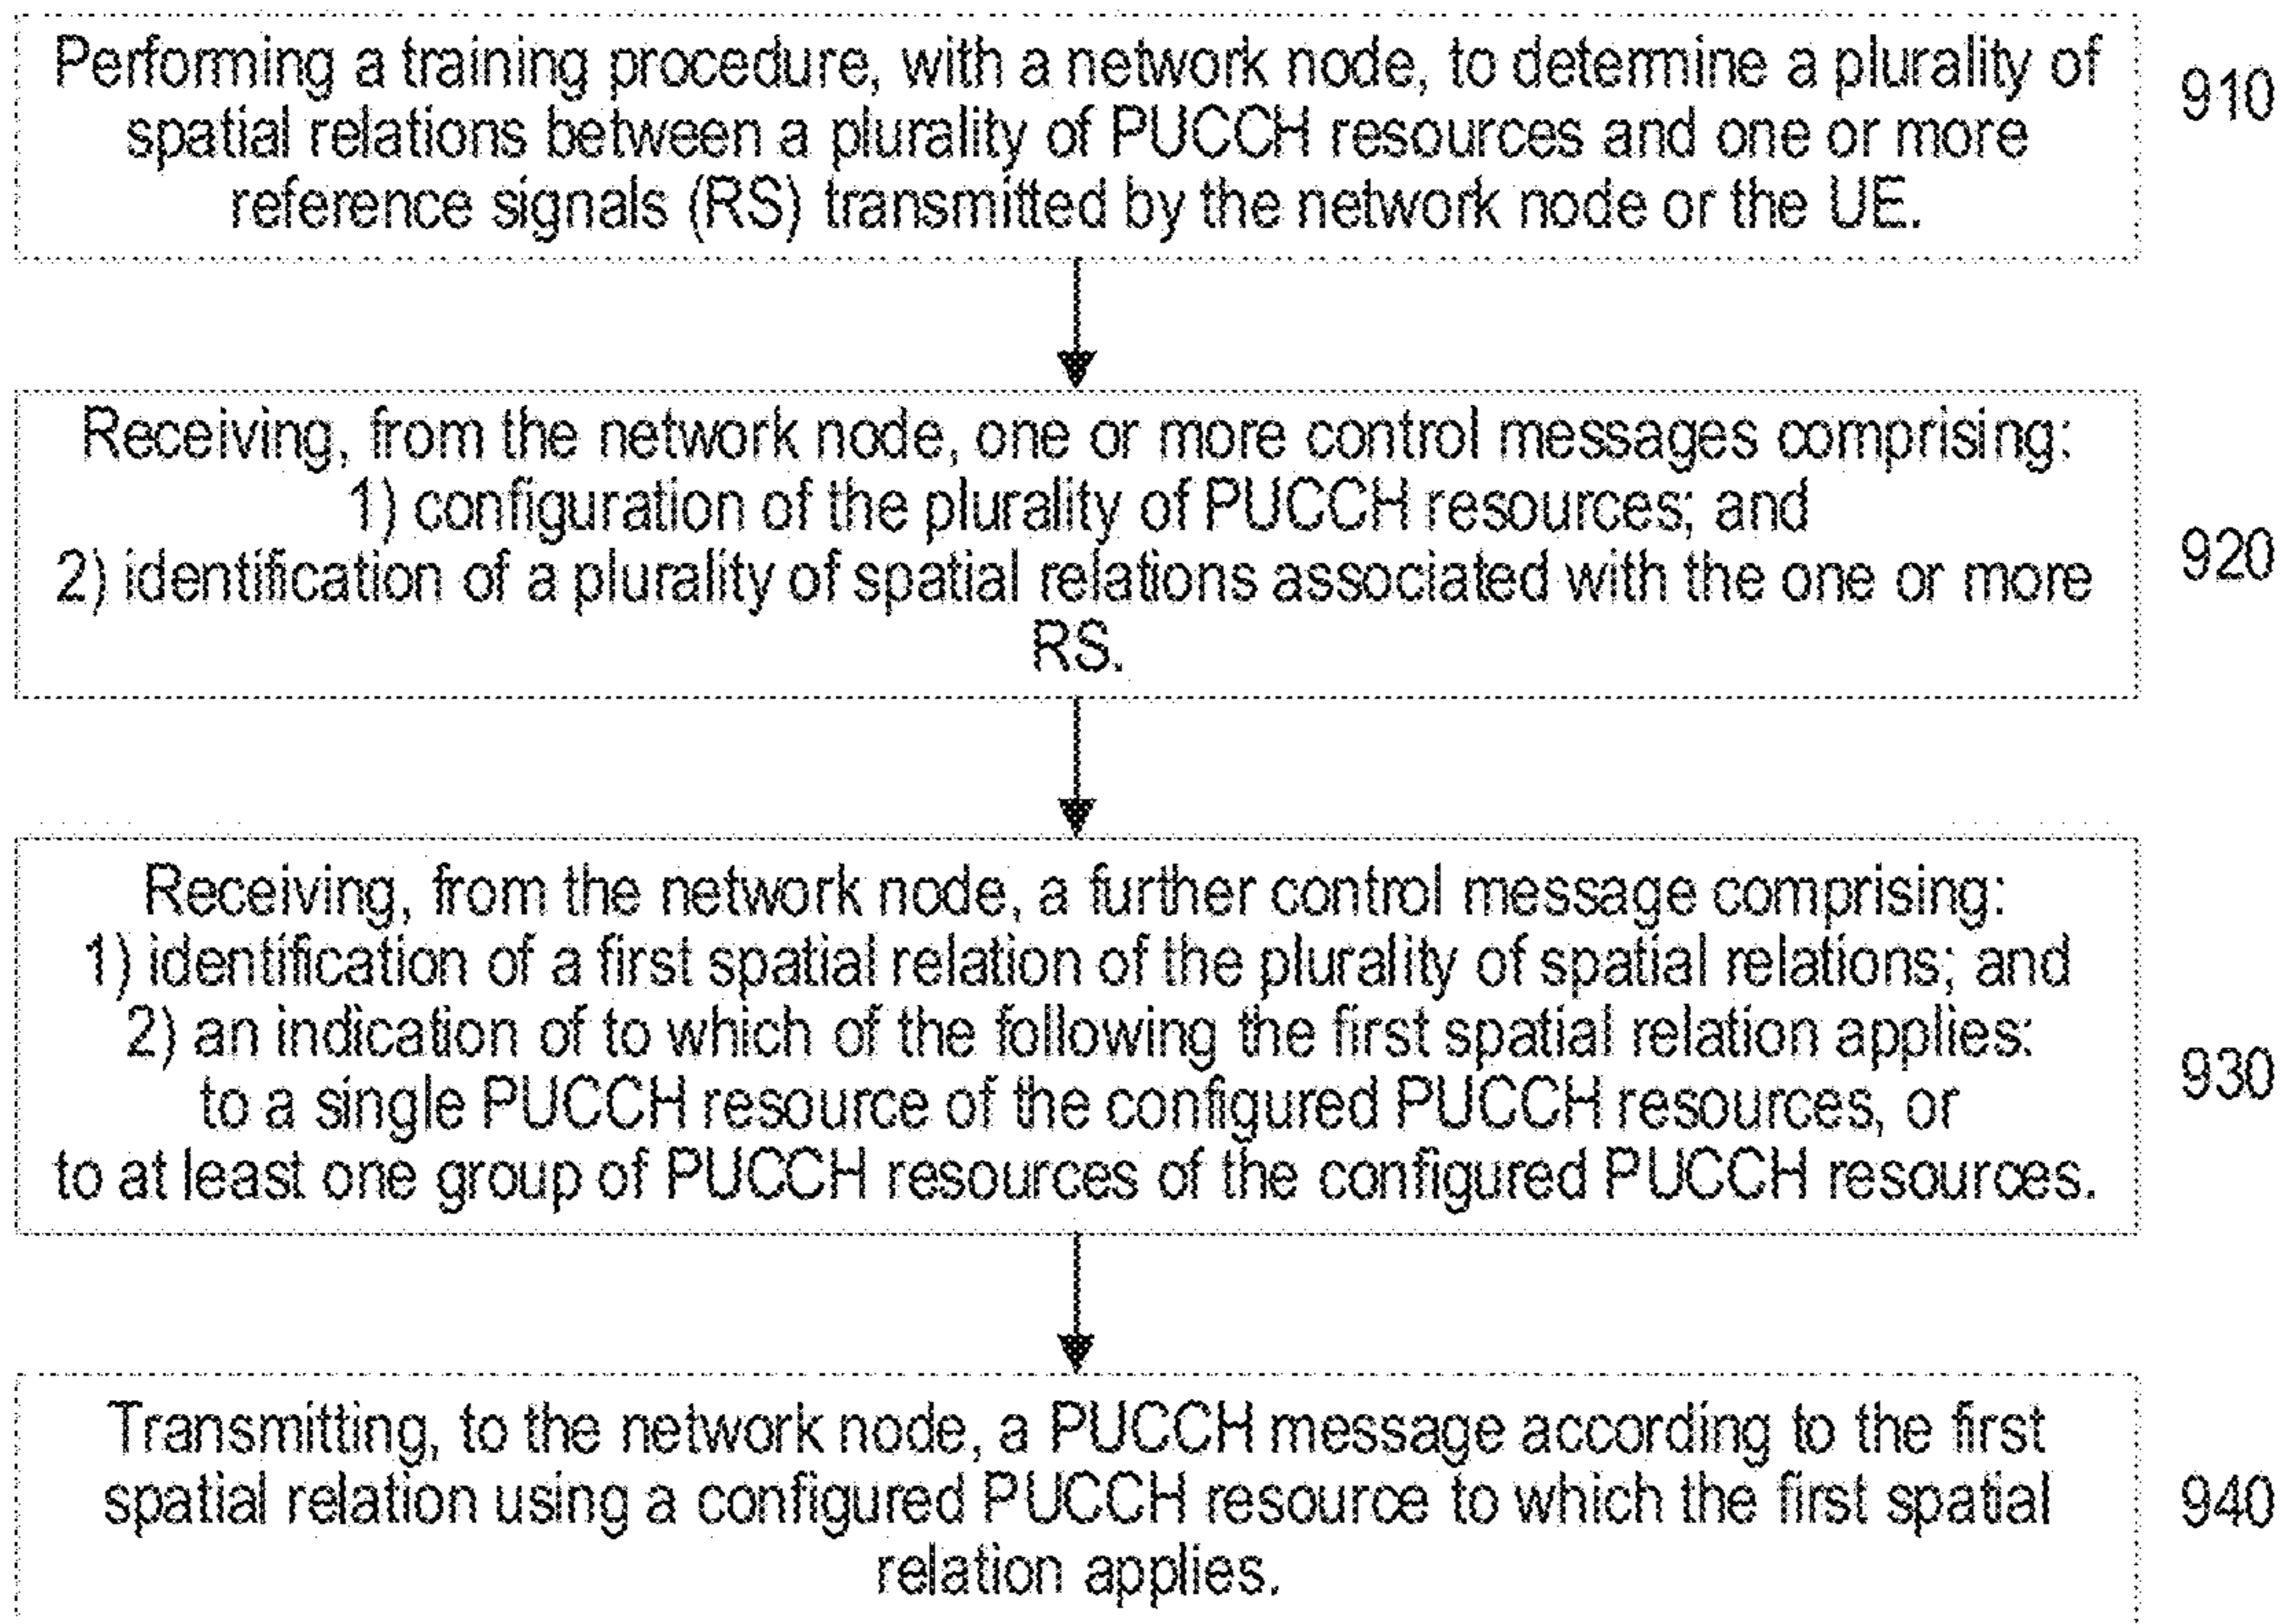 Performing a training procedure, with a network node, to determine a plurality of
spatial relations between a plurality of PUCCH resources and one or more
reference signals (RS) transmitted by the network node or the UE.
910
Receiving, from the network node, one or more control messages comprising:
1) configuration of the plurality of PUCCH resources; and
2) identification of a plurality of spatial relations associated with the one or more
RS.
920
Receiving, from the network node, a further control message comprising:
1) identification of a first spatial relation of the plurality of spatial relations; and
2) an indication of to which of the following the first spatial relation applies:
to a single PUCCH resource of the configured PUCCH resources, or
to at least one group of PUCCH resources of the configured PUCCH resources.
930
Transmitting, to the network node, a PUCCH message according to the first
spatial relation using a configured PUCCH resource to which the first spatial
relation applies.
940